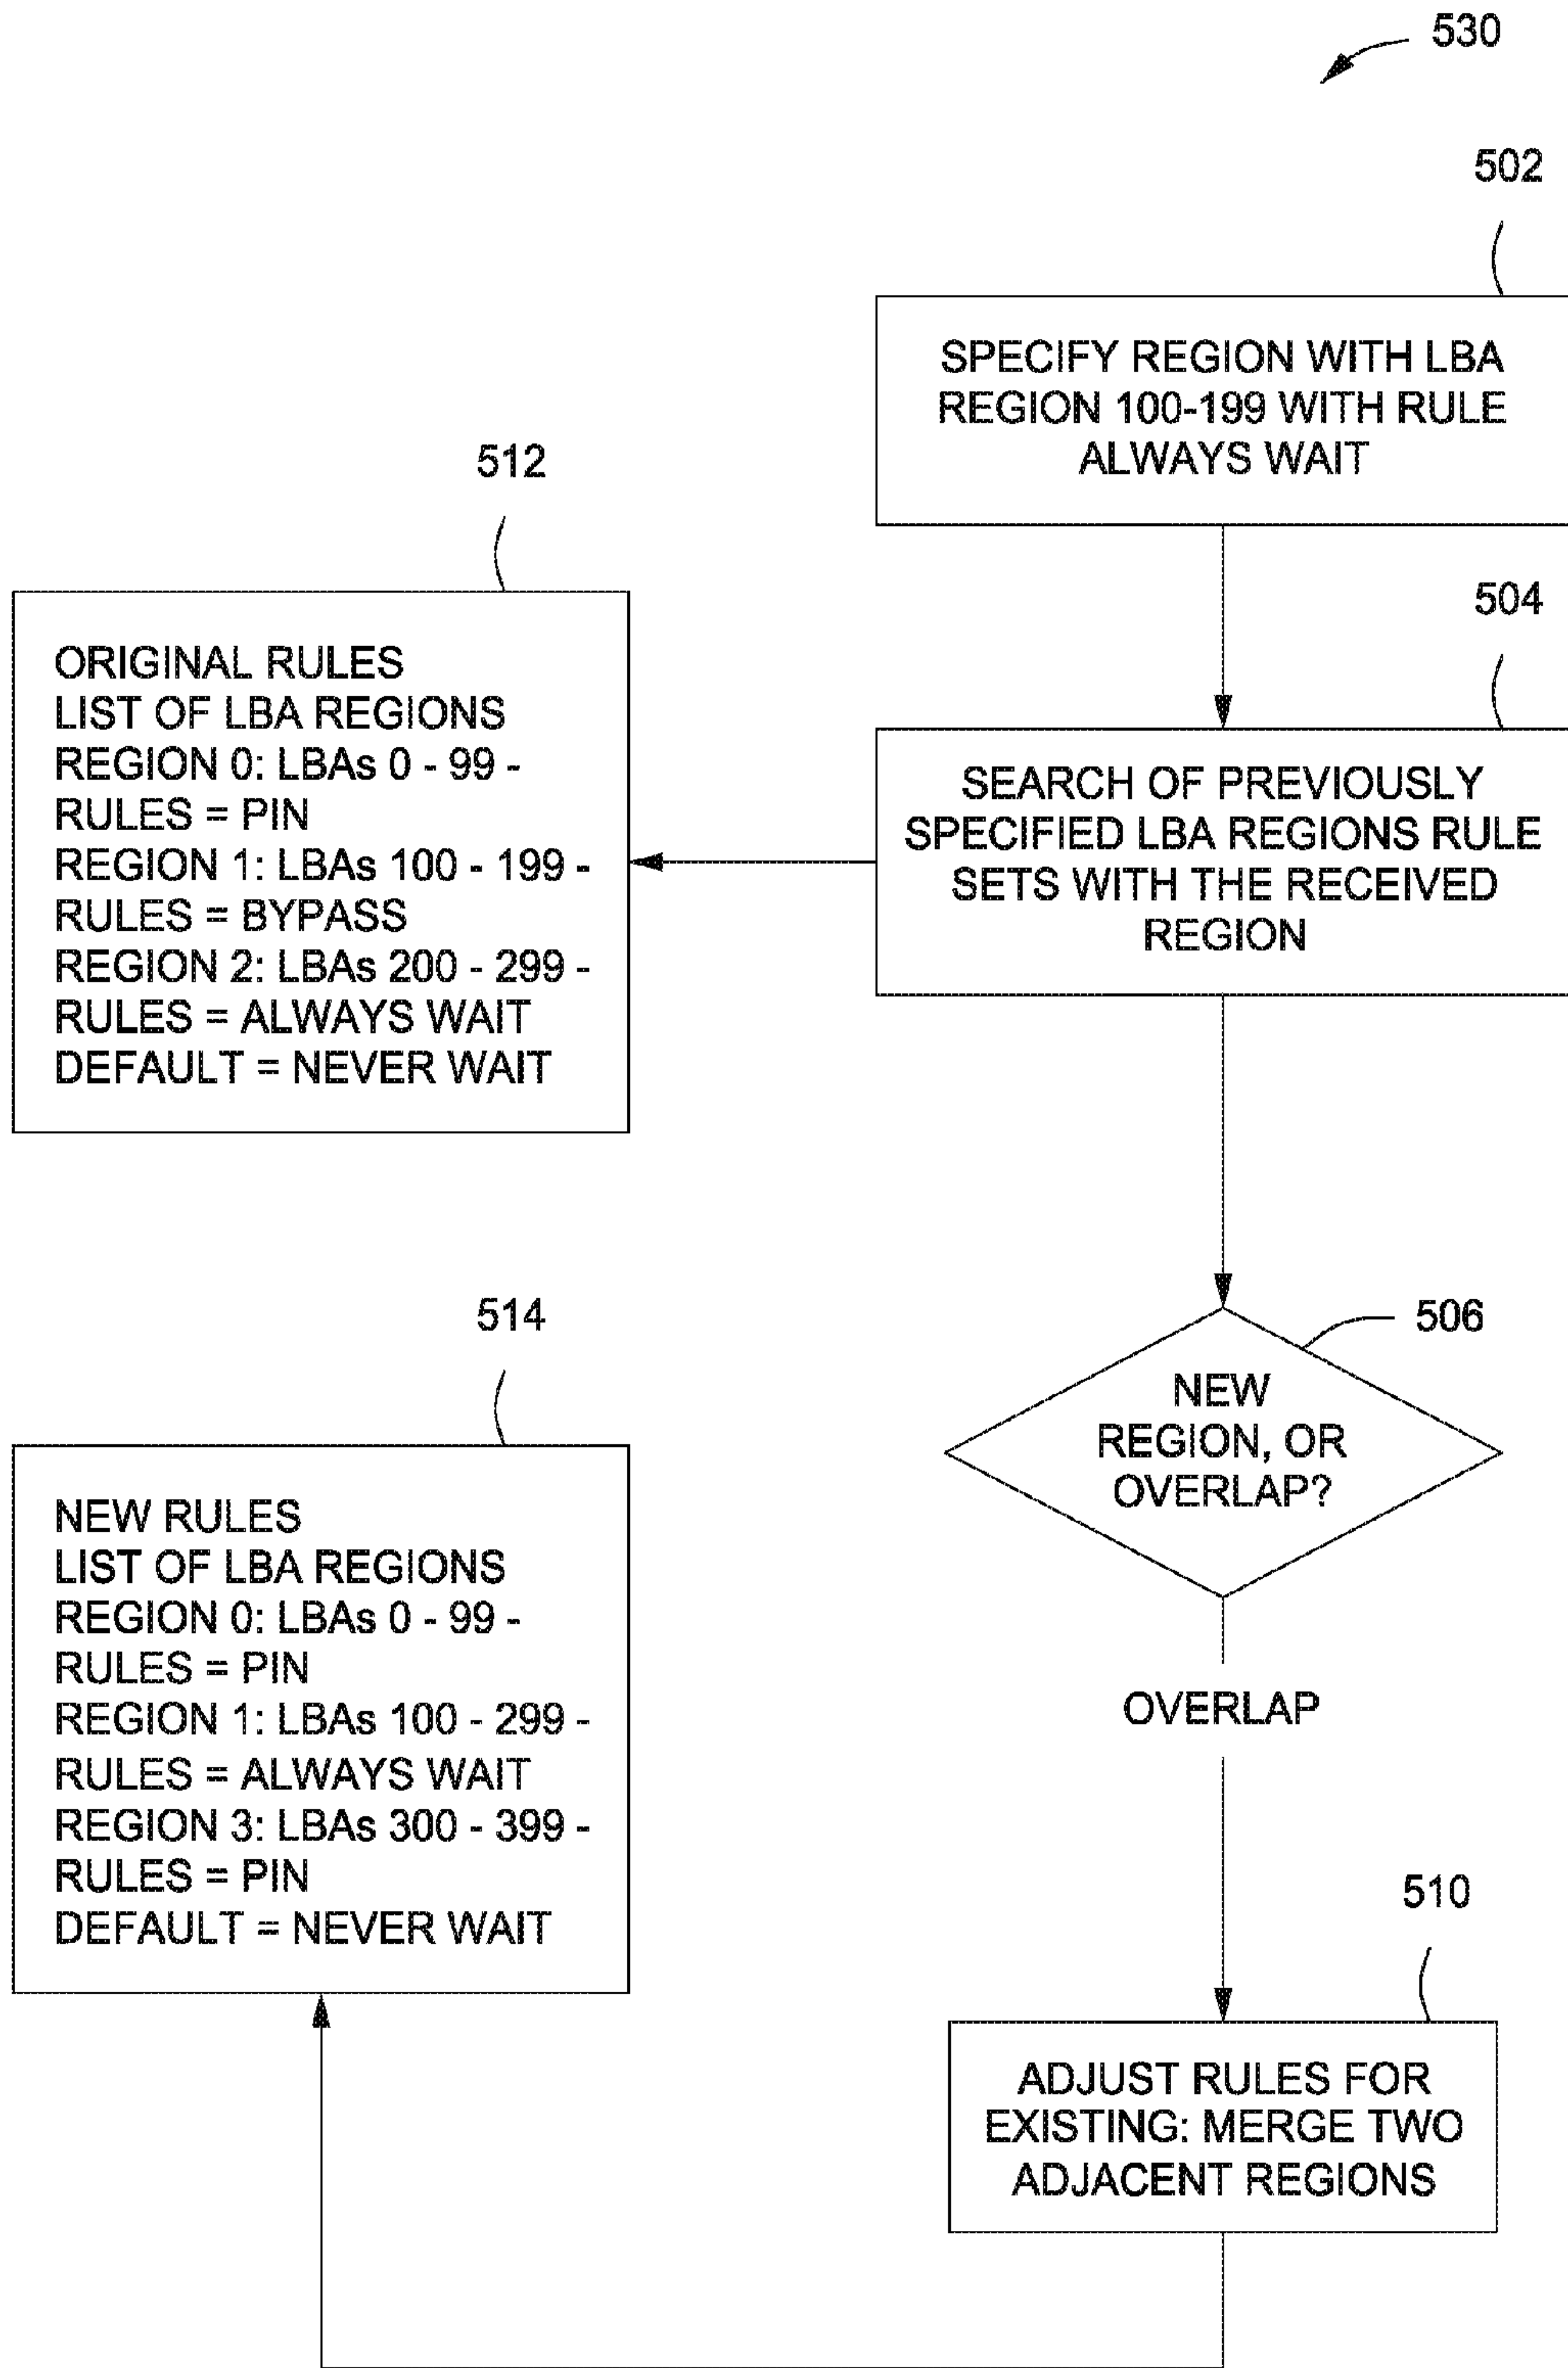 530
502
SPECIFY REGION WITH LBA
REGION 100-199 WITH RULE
ALWAYS WAIT
512
ORIGINAL RULES
LIST OF LBA REGIONS
REGION 0: LBAs 0 - 99 -
RULES = PIN
REGION 1: LBAs 100 - 199 -
RULES = BYPASS
REGION 2: LBAs 200 - 299 -
RULES = ALWAYS WAIT
DEFAULT = NEVER WAIT
504
SEARCH OF PREVIOUSLY
SPECIFIED LBA REGIONS RULE
SETS WITH THE RECEIVED
REGION
506
NEW
REGION, OR
OVERLAP?
OVERLAP
514
NEW RULES
LIST OF LBA REGIONS
REGION 0: LBAs 0 - 99 -
RULES = PIN
REGION 1: LBAs 100 - 299 -
RULES = ALWAYS WAIT
REGION 3: LBAs 300 - 399 -
RULES = PIN
DEFAULT = NEVER WAIT
510
ADJUST RULES FOR
EXISTING: MERGE TWO
ADJACENT REGIONS